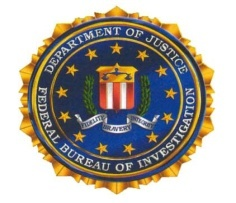 DEPARTMENT OF JUSTICE
FIDELITY BRAVERY INTEGRITY
FEDERAL BUREAU OF INVESTIGATION